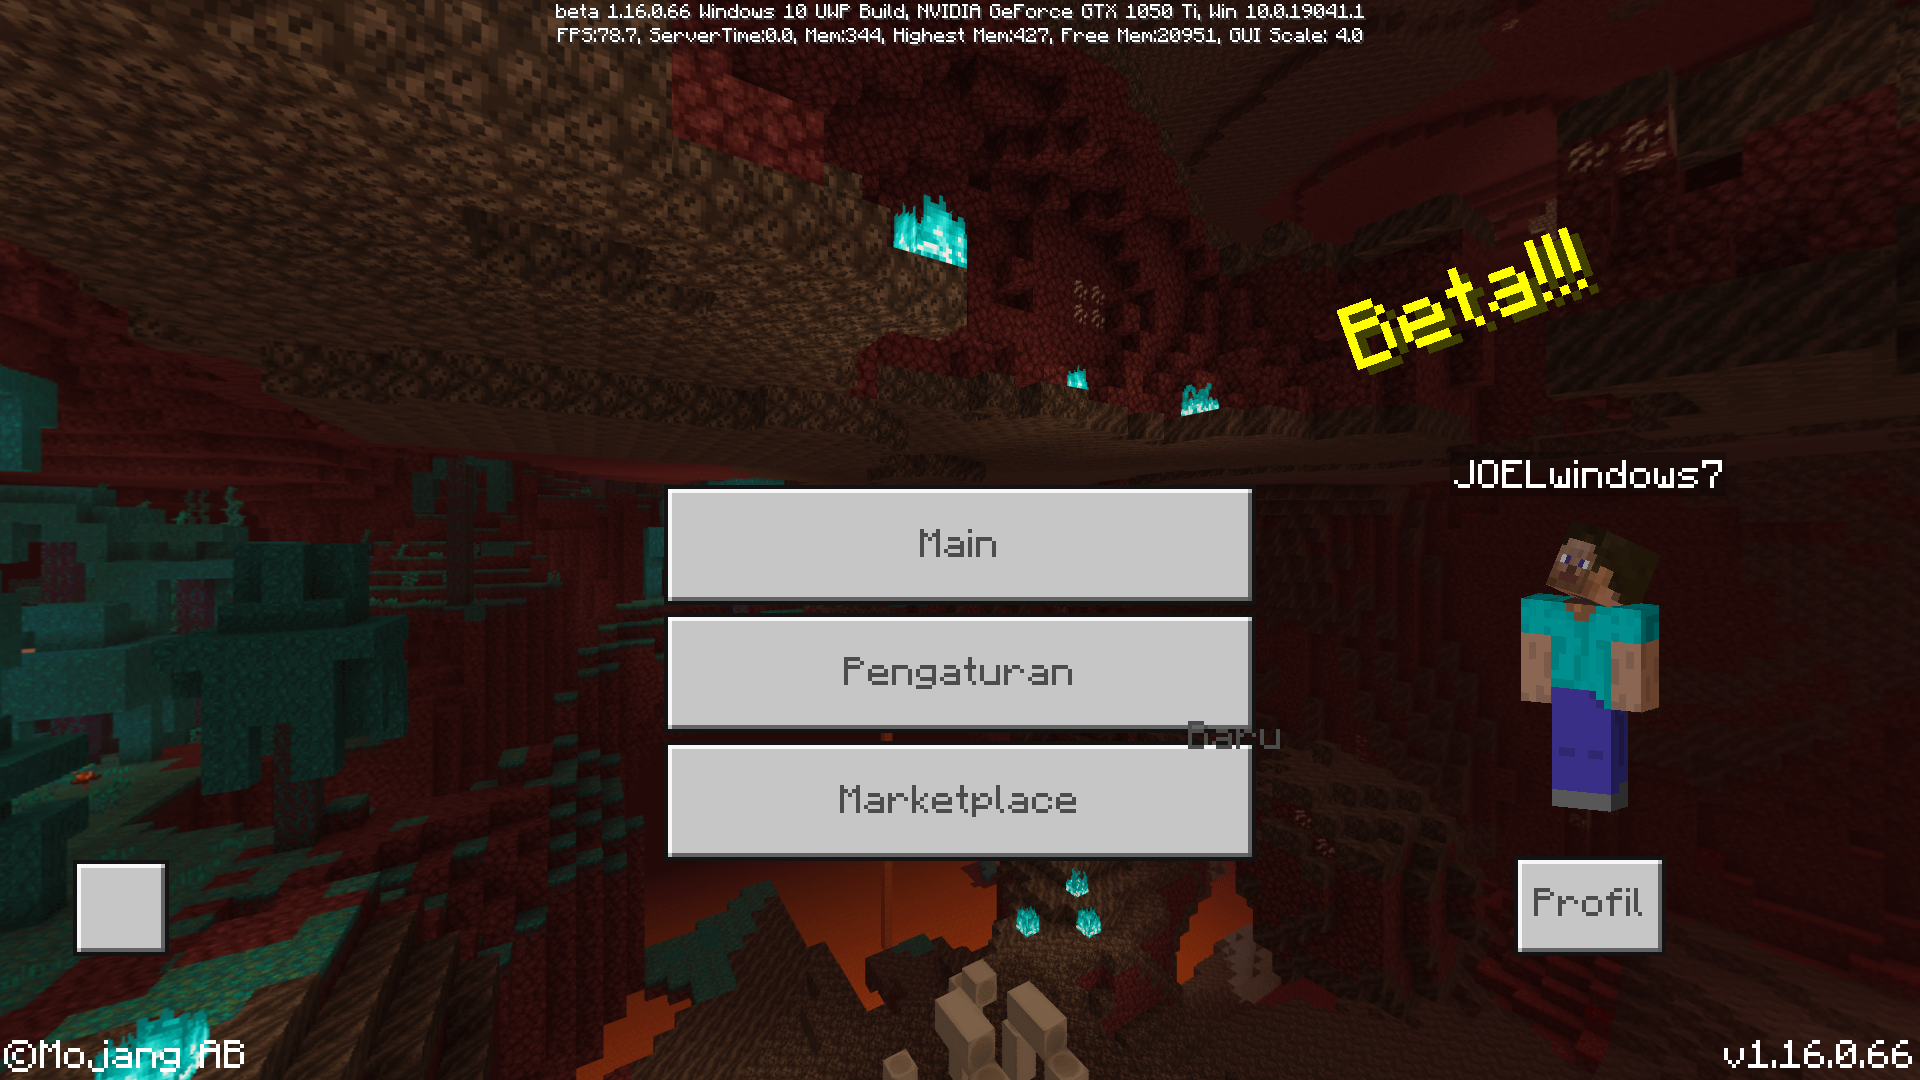 beta 1.16.0.66 Windows 10 UWP Build, NVIDIA GeForce GTX 1050 Ti, Win 10.0.19041.1
FPS:78.7, ServerTime:0.0, Mem:344, Highest Mem:427, Free Mem:20951, GUI Scale: 4.0
Beta!!!
JOELwindows7
Main
Pengaturan
Baru
Marketplace
Profil
©Mojang AB
v1.16.0.66